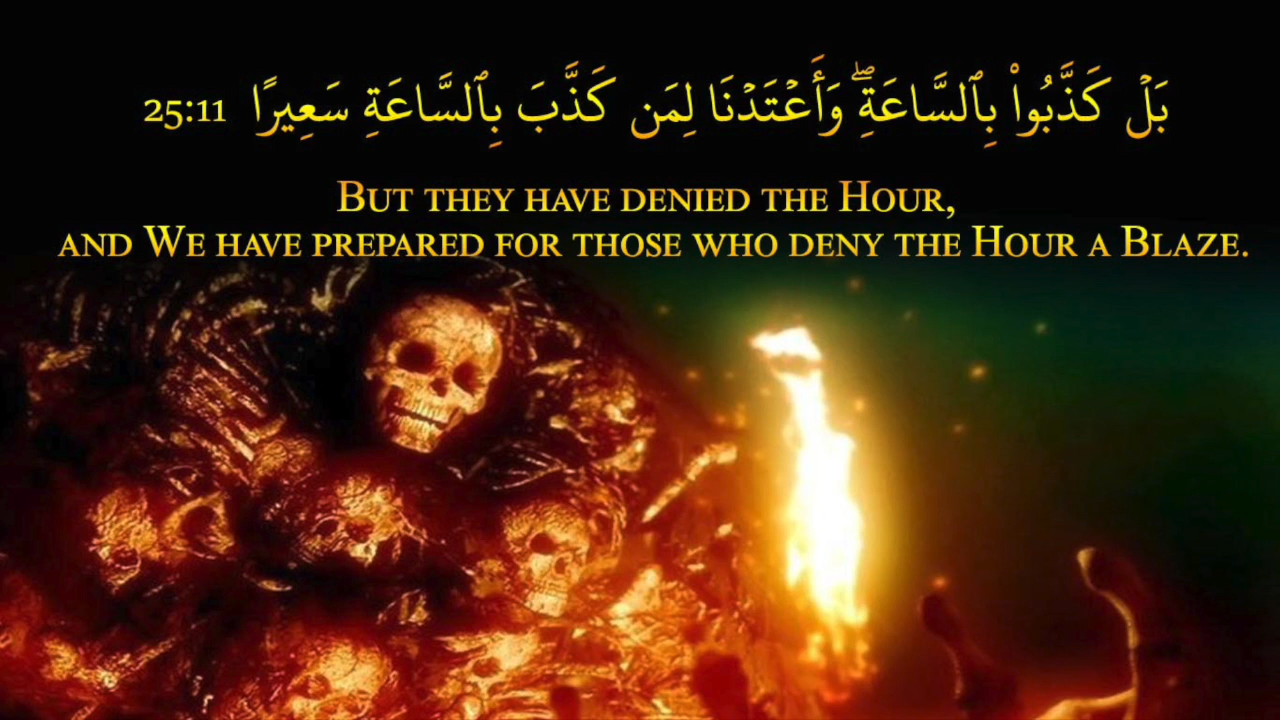 بَلۡ كَذَّبُواْ بِٱلسَّاعَةِۖ وَأَعۡتَدۡنَا لِمَن كَذَّبَ بِٱلسَّاعَةِ سَعِيرًا 25:11
But they have denied the Hour,
and We have prepared for those who deny the Hour a Blaze.